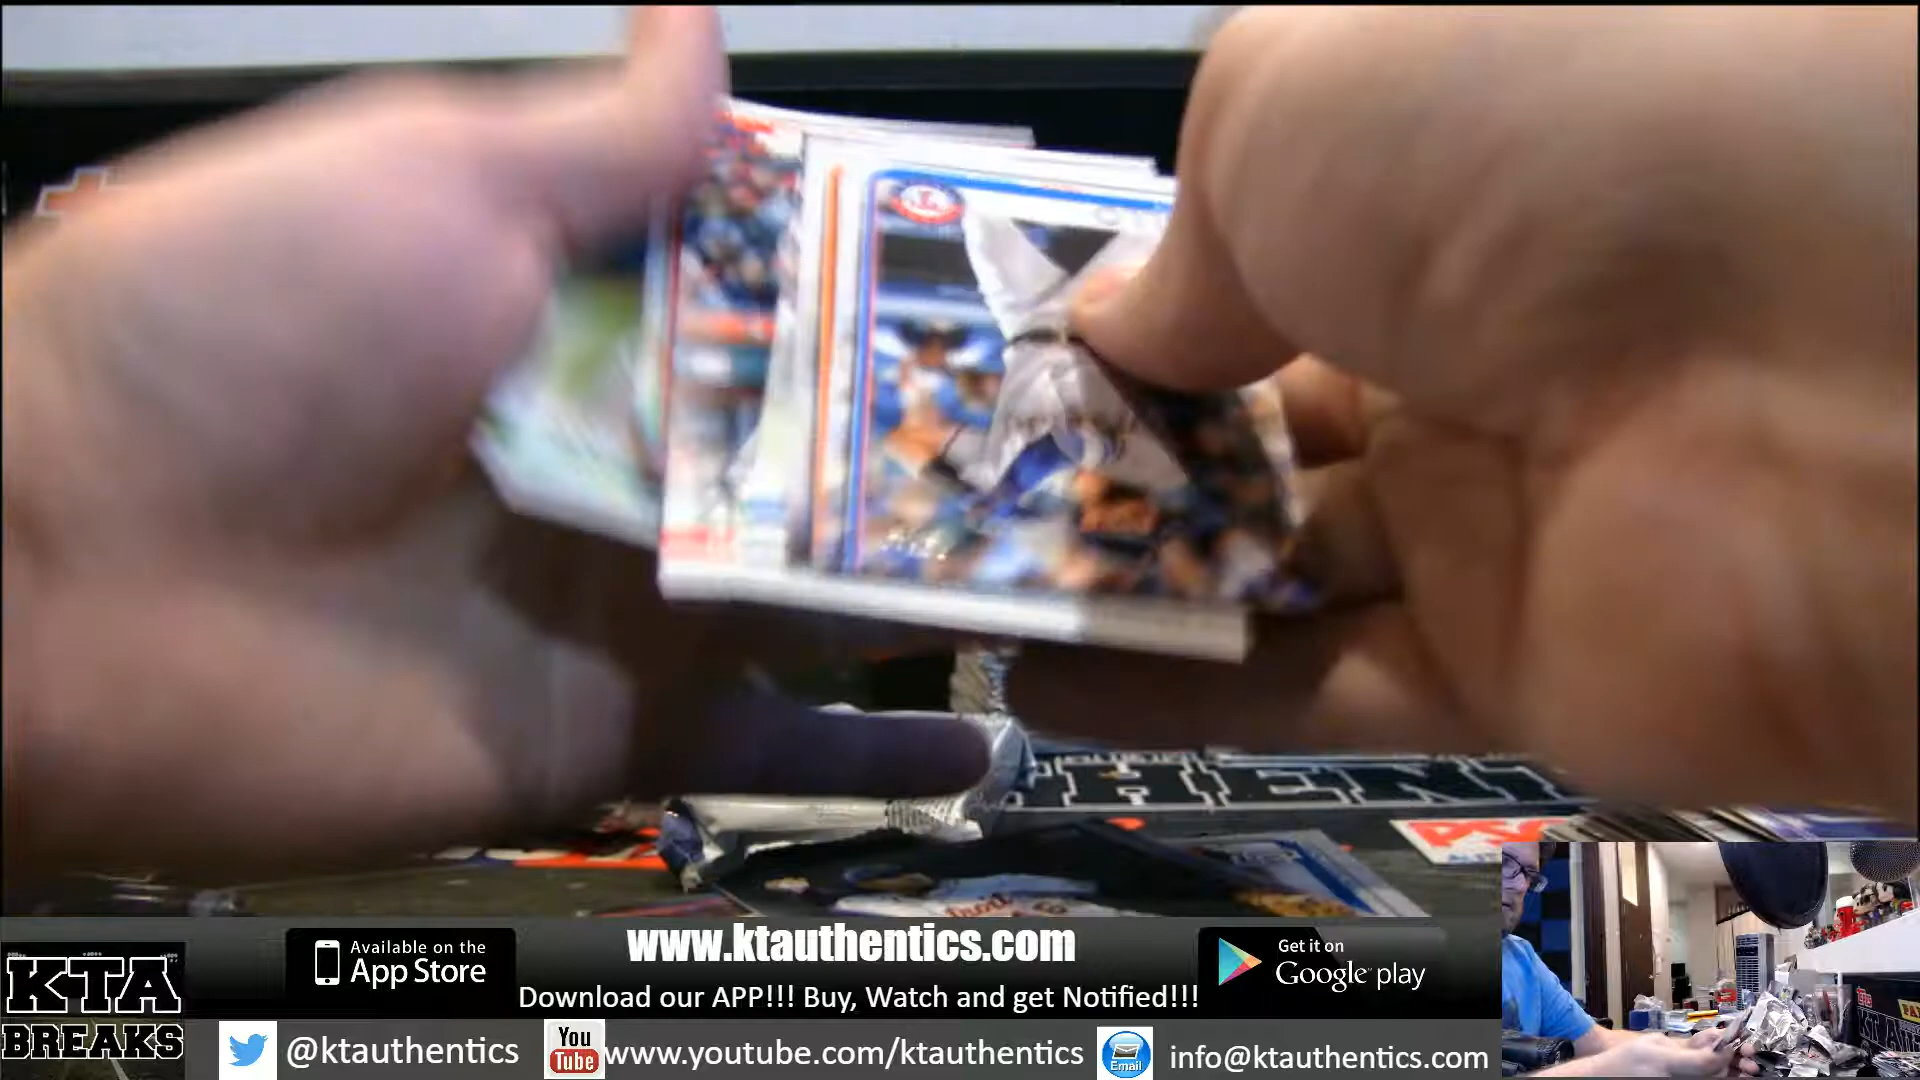 HEN
Available on the
App Store
www.ktauthentics.com
Get it on
Google play
Download our APP!!! Buy, Watch and get Notified!!!
KTA
BREAKS
@ktauthentics
You
Tube
www.youtube.com/ktauthentics
Email
info@ktauthentics.com